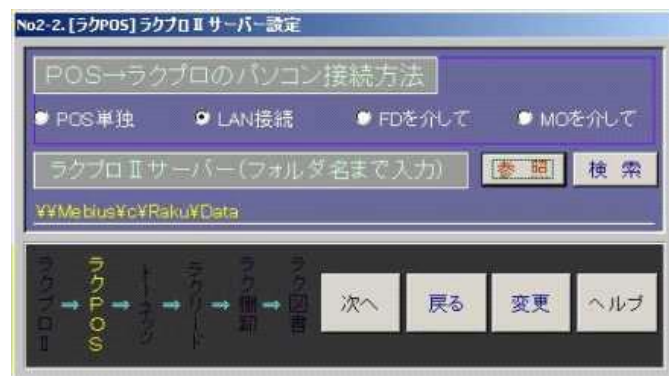 No2-2.[ラクPOS]ラクプロⅡ サーバー設定
POS→ラクプロのパソコン接続方法
POS単独 LAN接続 FDを介して MOを介して
ラクプロⅡサーバー(フォルダ名まで入力) 参照 検索
¥¥Mebius¥c¥Raku¥Data
ラクプロⅡ → ラクPOS → トーネッツ → ラクリード → ラク棚卸 → ラク図書
次へ 戻る 変更 ヘルプ